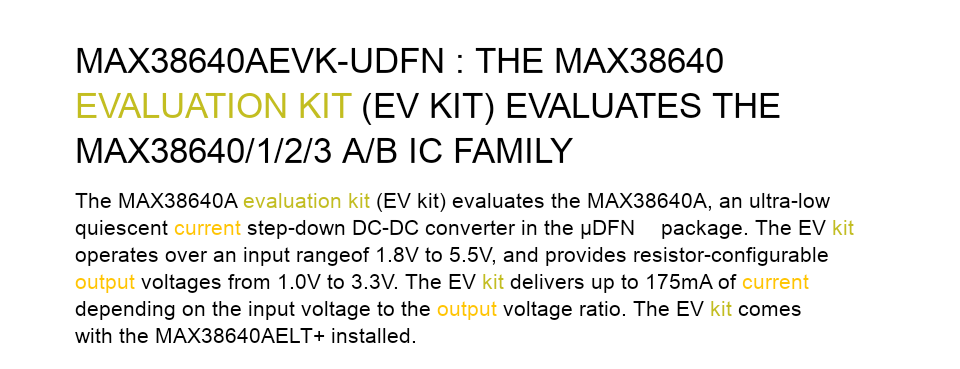 MAX38640AEVK-UDFN : THE MAX38640
EVALUATION KIT (EV KIT) EVALUATES THE
MAX38640/1/2/3 A/B IC FAMILY
The MAX38640A evaluation kit (EV kit) evaluates the MAX38640A, an ultra-low
quiescent current step-down DC-DC converter in the µDFN package. The EV kit
operates over an input rangeof 1.8V to 5.5V, and provides resistor-configurable
output voltages from 1.0V to 3.3V. The EV kit delivers up to 175mA of current
depending on the input voltage to the output voltage ratio. The EV kit comes
with the MAX38640AELT+ installed.